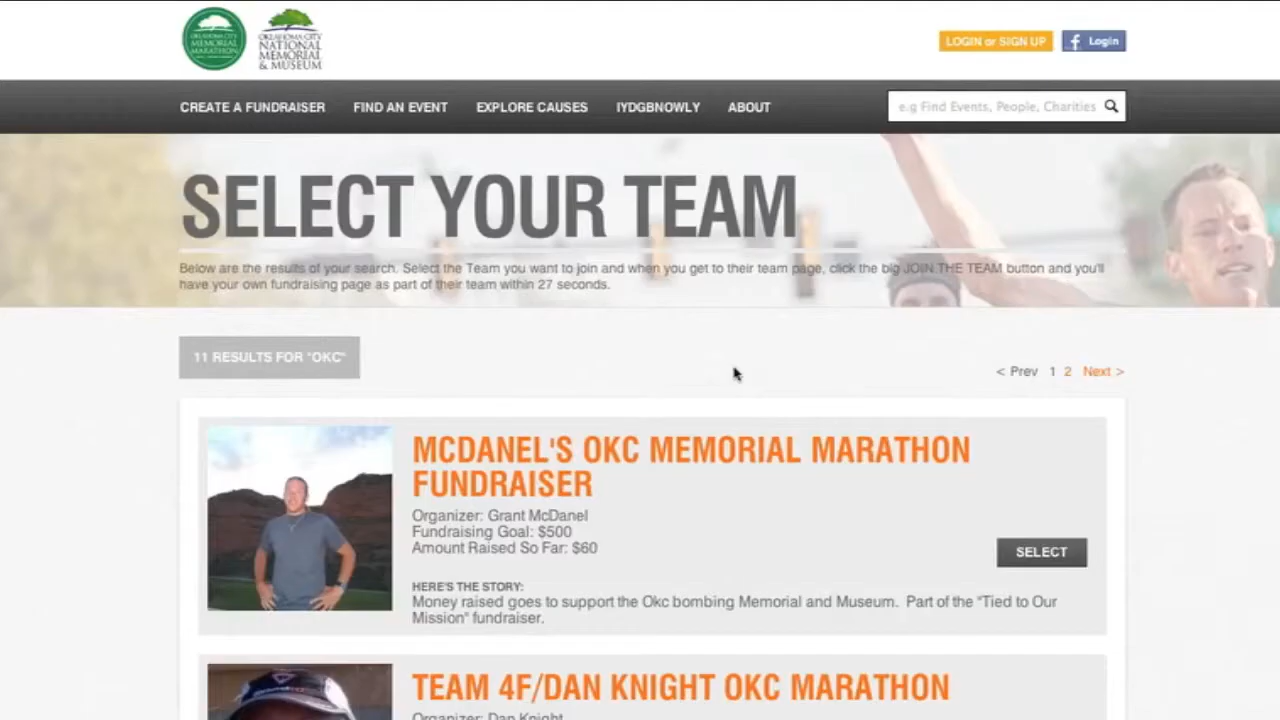 OKLAHOMA CITY
MEMORIAL
MARATHON
OKLAHOMA CITY
NATIONAL
MEMORIAL
& MUSEUM
LOGIN or SIGN UP
f Login
CREATE A FUNDRAISER FIND AN EVENT EXPLORE CAUSES IYDGBNOWLY ABOUT
e.g Find Events, People, Charities
SELECT YOUR TEAM
Below are the results of your search. Select the Team you want to join and when you get to their team page, click the big JOIN THE TEAM button and you'll
have your own fundraising page as part of their team within 27 seconds.
11 RESULTS FOR "OKC"
< Prev 1 2 Next >
MCDANEL'S OKC MEMORIAL MARATHON
FUNDRAISER
Organizer: Grant McDanel
Fundraising Goal: $500
Amount Raised So Far: $60
SELECT
HERE'S THE STORY:
Money raised goes to support the Okc bombing Memorial and Museum. Part of the "Tied to Our
Mission" fundraiser.
TEAM 4F/DAN KNIGHT OKC MARATHON
Organizer: Dan Knight